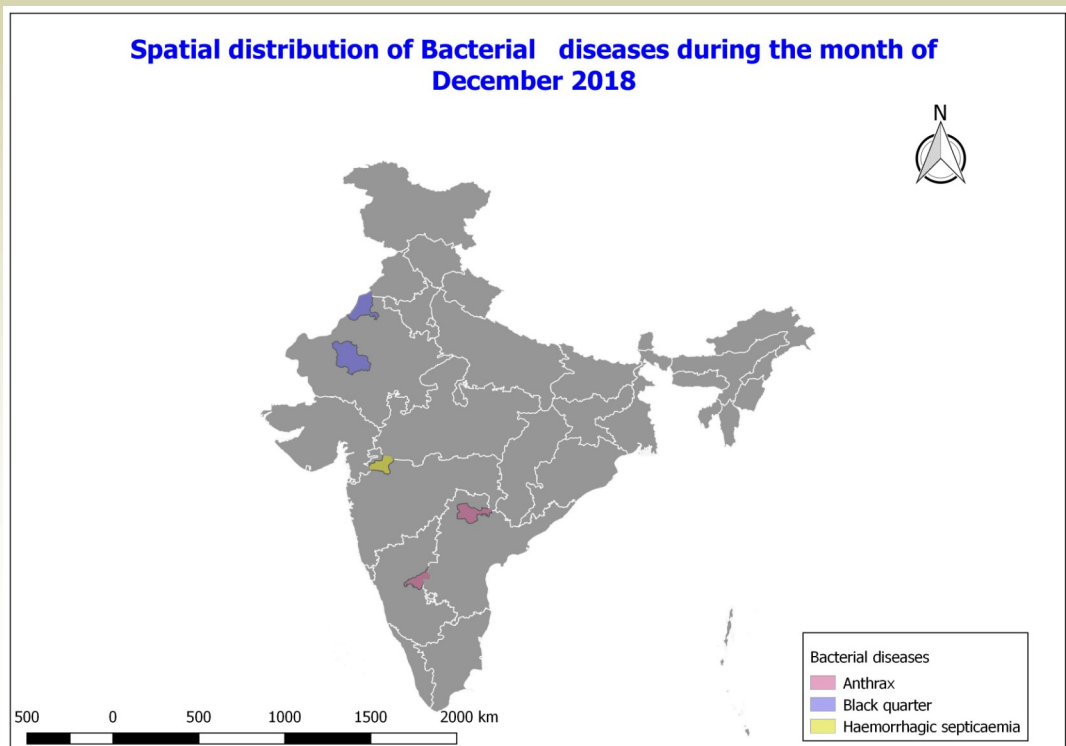 Spatial distribution of Bacterial diseases during the month of
December 2018
N
Bacterial diseases
Anthrax
Black quarter
Haemorrhagic septicaemia
500 0 500 1000 1500 2000 km